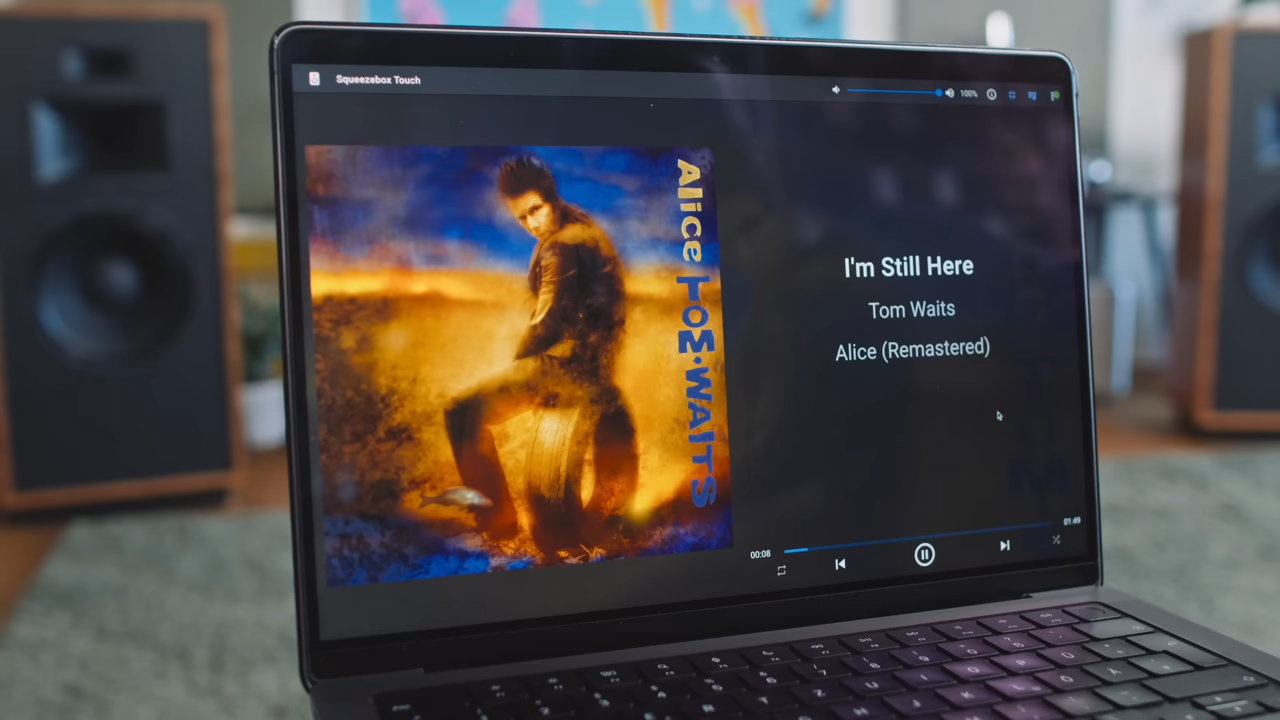 Squeezebox Touch
100%
Alice TOM·WAITS
I'm Still Here
Tom Waits
Alice (Remastered)
00:08
01:49